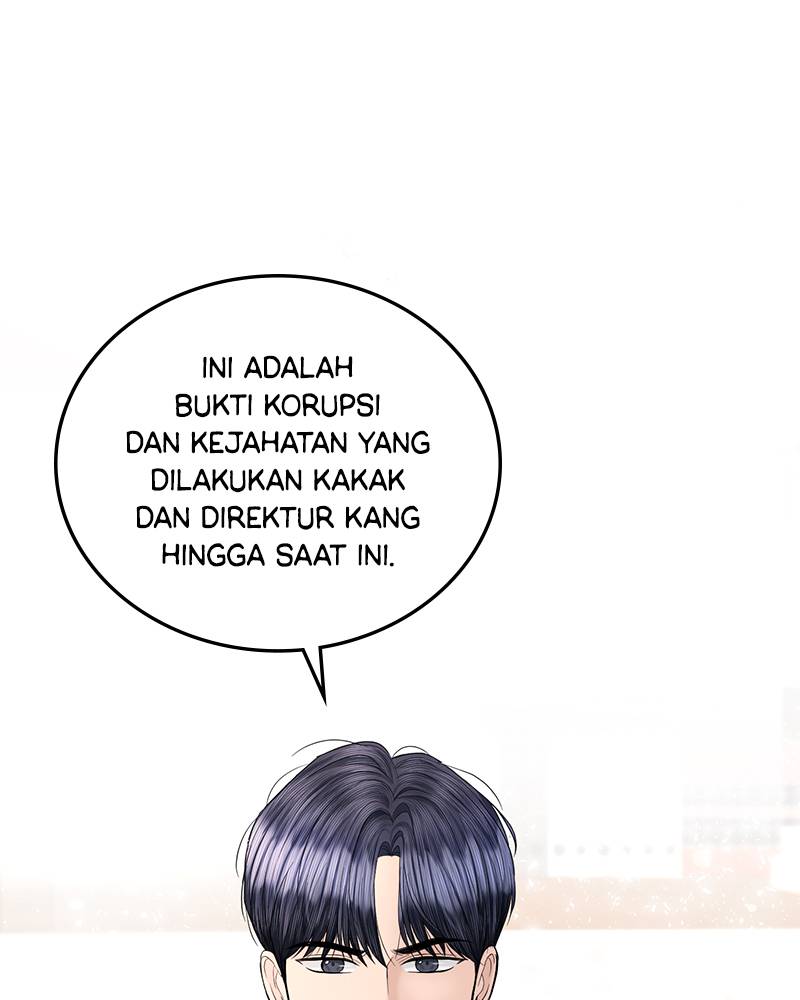 INI ADALAH
BUKTI KORUPSI
DAN KEJAHATAN YANG
DILAKUKAN KAKAK
DAN DIREKTUR KANG
HINGGA SAAT INI.